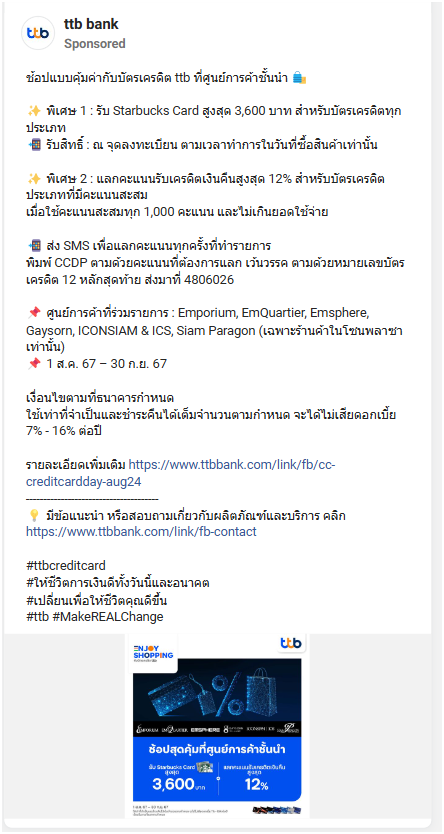 ttb
ttb bank
Sponsored
ช้อปแบบคุ้มค่ากับบัตรเครดิต ttb ที่ศูนย์การค้าชั้นนำ 🛍️
✨ พิเศษ 1 : รับ Starbucks Card สูงสุด 3,600 บาท สำหรับบัตรเครดิตทุก
ประเภท
📲 รับสิทธิ์ : ณ จุดลงทะเบียน ตามเวลาทำการในวันที่ซื้อสินค้าเท่านั้น
✨ พิเศษ 2 : แลกคะแนนรับเครดิตเงินคืนสูงสุด 12% สำหรับบัตรเครดิต
ประเภทที่มีคะแนนสะสม
เมื่อใช้คะแนนสะสมทุก 1,000 คะแนน และไม่เกินยอดใช้จ่าย
📲 ส่ง SMS เพื่อแลกคะแนนทุกครั้งที่ทำรายการ
พิมพ์ CCDP ตามด้วยคะแนนที่ต้องการแลก เว้นวรรค ตามด้วยหมายเลขบัตร
เครดิต 12 หลักสุดท้าย ส่งมาที่ 4806026
📌 ศูนย์การค้าที่ร่วมรายการ : Emporium, EmQuartier, Emsphere,
Gaysorn, ICONSIAM & ICS, Siam Paragon (เฉพาะร้านค้าในโซนพลาซา
เท่านั้น)
📌 1 ส.ค. 67 – 30 ก.ย. 67
เงื่อนไขตามที่ธนาคารกำหนด
ใช้เท่าที่จำเป็นและชำระคืนได้เต็มจำนวนตามกำหนด จะได้ไม่เสียดอกเบี้ย
7% - 16% ต่อปี
รายละเอียดเพิ่มเติม https://www.ttbbank.com/link/fb/cc-
creditcardday-aug24
--------------------------------------
💡 มีข้อแนะนำ หรือสอบถามเกี่ยวกับผลิตภัณฑ์และบริการ คลิก
https://www.ttbbank.com/link/fb-contact
#ttbcreditcard
#ให้ชีวิตการเงินดีทั้งวันนี้และอนาคต
#เปลี่ยนเพื่อให้ชีวิตคุณดีขึ้น
#ttb #MakeREALChange
ENJOY
SHOPPING
ttb
EMPORIUM EMQUARTIER EMSPHERE
ช้อปสุดคุ้มที่ศูนย์การค้าชั้นนำ
รับ Starbucks Card
สูงสุด
3,600 บาท
แลกคะแนนรับเครดิตเงินคืน
สูงสุด
12%